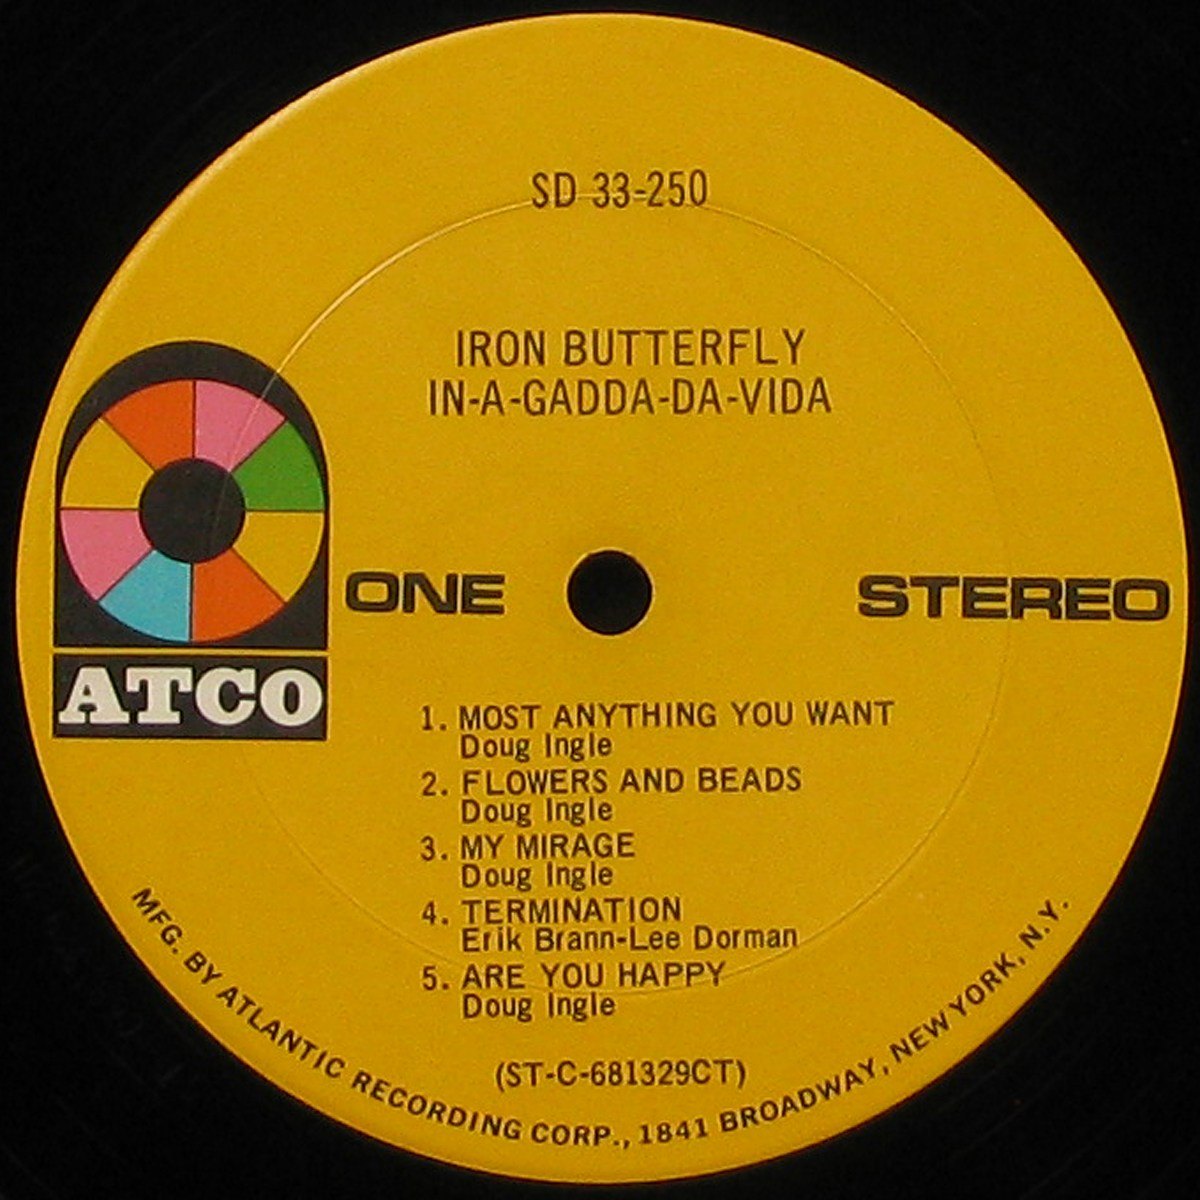 SD 33-250
IRON BUTTERFLY
IN-A-GADDA-DA-VIDA
ATCO
ONE
STEREO
1. MOST ANYTHING YOU WANT
Doug Ingle
2. FLOWERS AND BEADS
Doug Ingle
3. MY MIRAGE
Doug Ingle
4. TERMINATION
Erik Brann-Lee Dorman
5. ARE YOU HAPPY
Doug Ingle
(ST-C-681329CT)
MFG. BY ATLANTIC RECORDING CORP., 1841 BROADWAY, NEW YORK, N.Y.